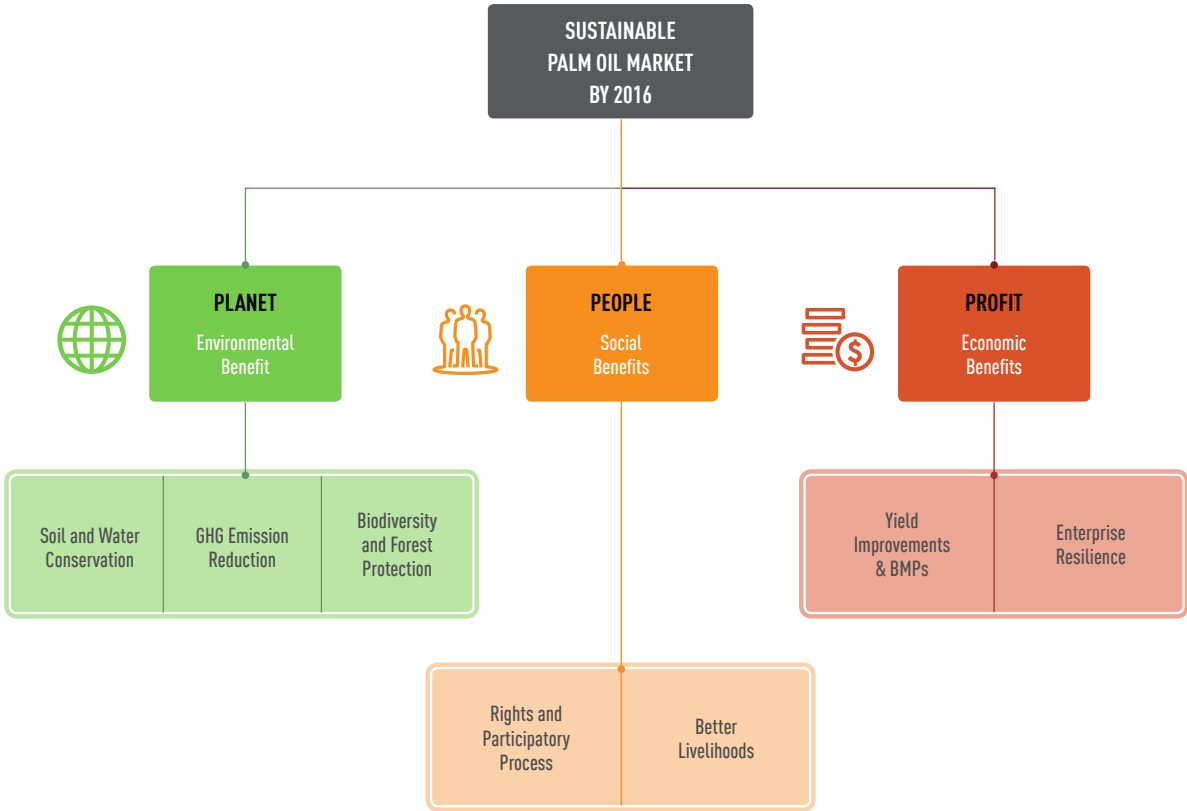 SUSTAINABLE
PALM OIL MARKET
BY 2016
PLANET
Environmental
Benefit
PEOPLE
Social
Benefits
$
PROFIT
Economic
Benefits
Soil and Water
Conservation
GHG Emission
Reduction
Biodiversity
and Forest
Protection
Yield
Improvements
& BMPs
Enterprise
Resilience
Rights and
Participatory
Process
Better
Livelihoods